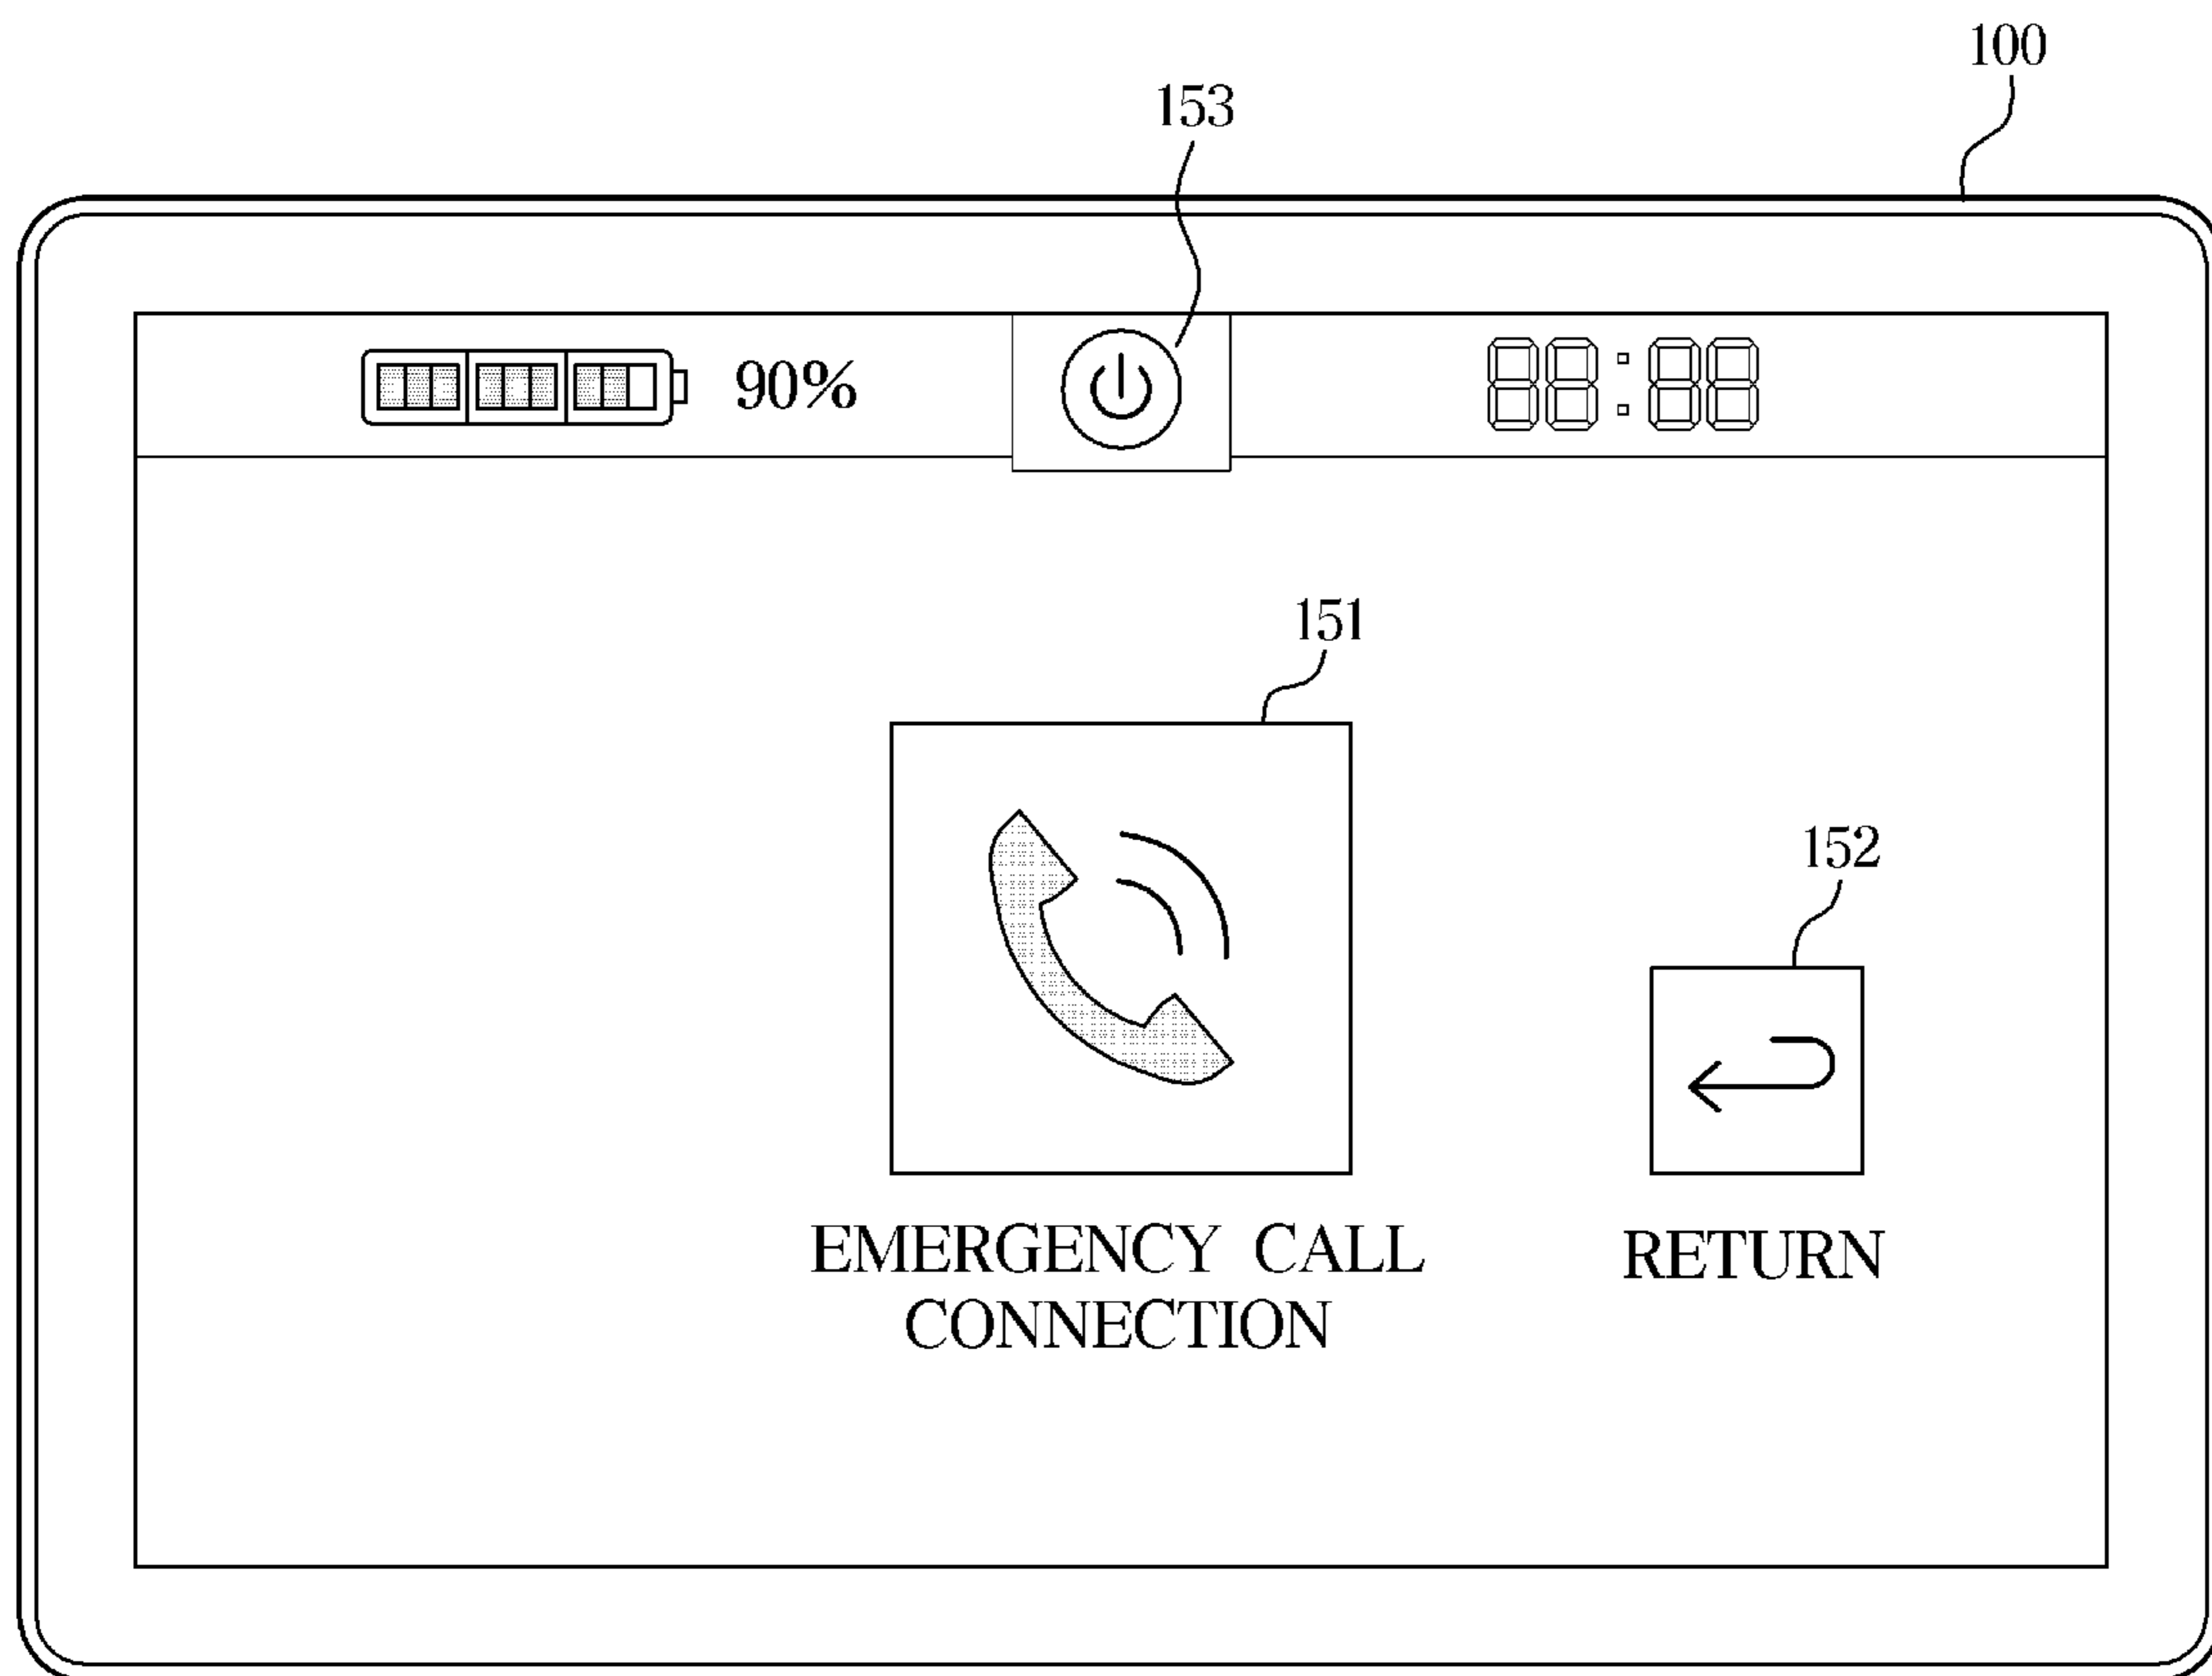 100
153
90% 88:88
151
152
EMERGENCY CALL
CONNECTION
RETURN